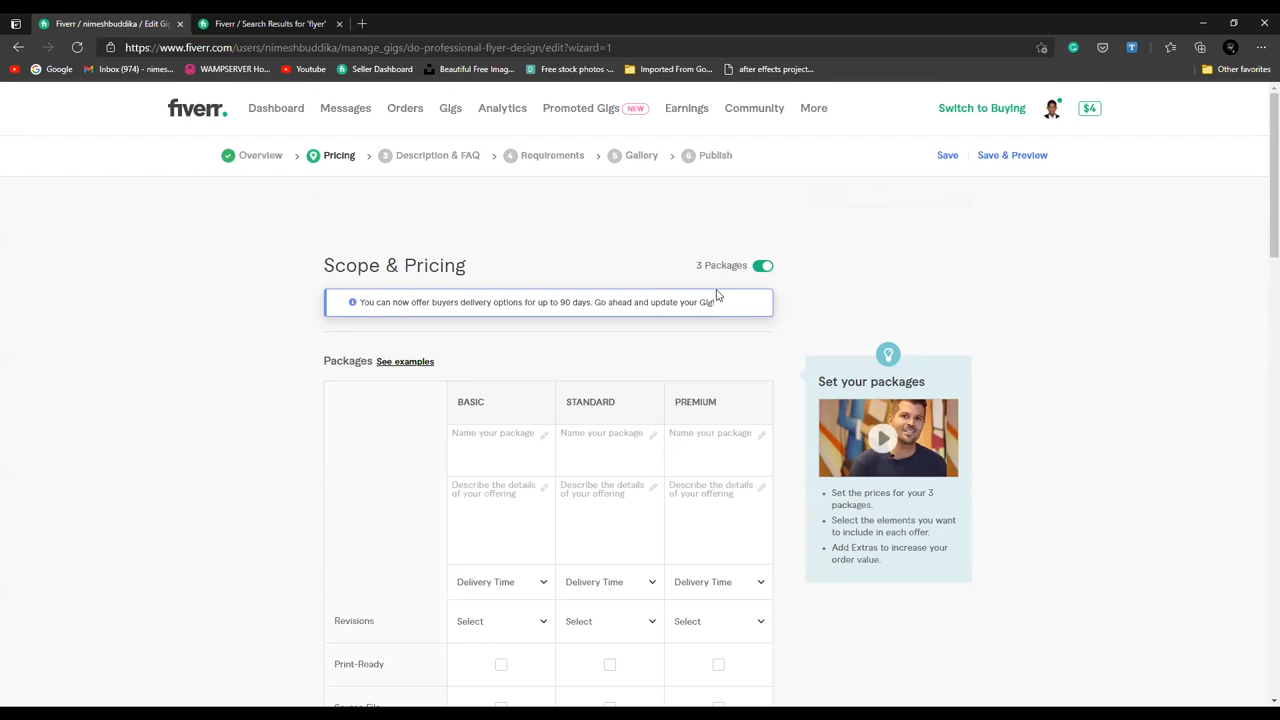 Fiverr / nimeshbuddika / Edit Gi
Fiverr / Search Results for 'flyer'
https://www.fiverr.com/users/nimeshbuddika/manage_gigs/do-professional-flyer-design/edit?wizard=1
Google
Inbox (974) - nimes...
WAMPSERVER Ho...
Youtube
Seller Dashboard
Beautiful Free Imag...
Free stock photos -...
Imported From Go...
after effects project...
Other favorites
fiverr.
Dashboard
Messages
Orders
Gigs
Analytics
Promoted Gigs NEW
Earnings
Community
More
Switch to Buying
$4
Overview
Pricing
3 Description & FAQ
4 Requirements
5 Gallery
6 Publish
Save
Save & Preview
Scope & Pricing
3 Packages
You can now offer buyers delivery options for up to 90 days. Go ahead and update your Gig!
Packages See examples
BASIC
STANDARD
PREMIUM
Name your package
Name your package
Name your package
Describe the details
of your offering
Describe the details
of your offering
Describe the details
of your offering
Delivery Time
Delivery Time
Delivery Time
Revisions
Select
Select
Select
Print-Ready
Set your packages
Set the prices for your 3
packages.
Select the elements you want
to include in each offer.
Add Extras to increase your
order value.